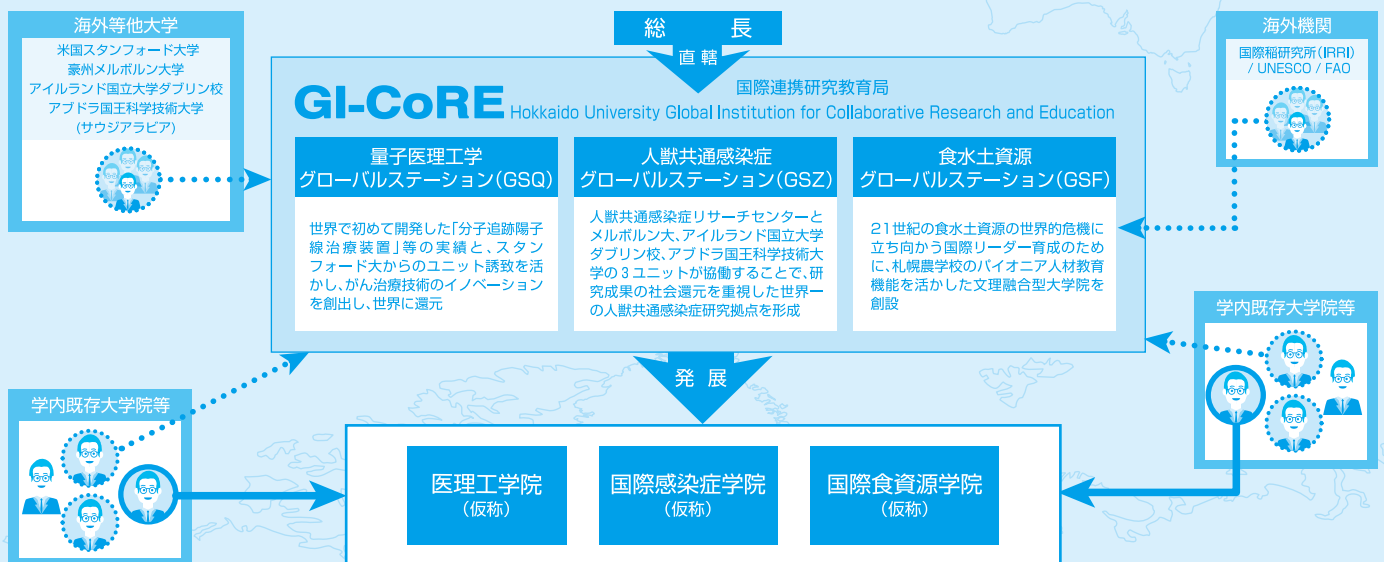 海外等他大学
米国スタンフォード大学
豪州メルボルン大学
アイルランド国立大学ダブリン校
アブドラ国王科学技術大学
(サウジアラビア)
総 長
直轄
海外機関
国際稲研究所(IRRI)
/ UNESCO / FAO
国際連携研究教育局
GI-CoRE Hokkaido University Global Institution for Collaborative Research and Education
量子医理工学
グローバルステーション(GSQ)
世界で初めて開発した「分子追跡陽子
線治療装置」等の実績と、スタン
フォード大からのユニット誘致を活
かし、がん治療技術のイノベーション
を創出し、世界に還元
人獣共通感染症
グローバルステーション(GSZ)
人獣共通感染症リサーチセンターと
メルボルン大、アイルランド国立大学
ダブリン校、アブドラ国王科学技術大
学の3ユニットが協働することで、研
究成果の社会還元を重視した世界一
の人獣共通感染症研究拠点を形成
食水土資源
グローバルステーション(GSF)
21世紀の食水土資源の世界的危機に
立ち向かう国際リーダー育成のため
に、札幌農学校のパイオニア人材教育
機能を活かした文理融合型大学院を
創設
学内既存大学院等
発 展
学内既存大学院等
医理工学院
(仮称)
国際感染症学院
(仮称)
国際食資源学院
(仮称)